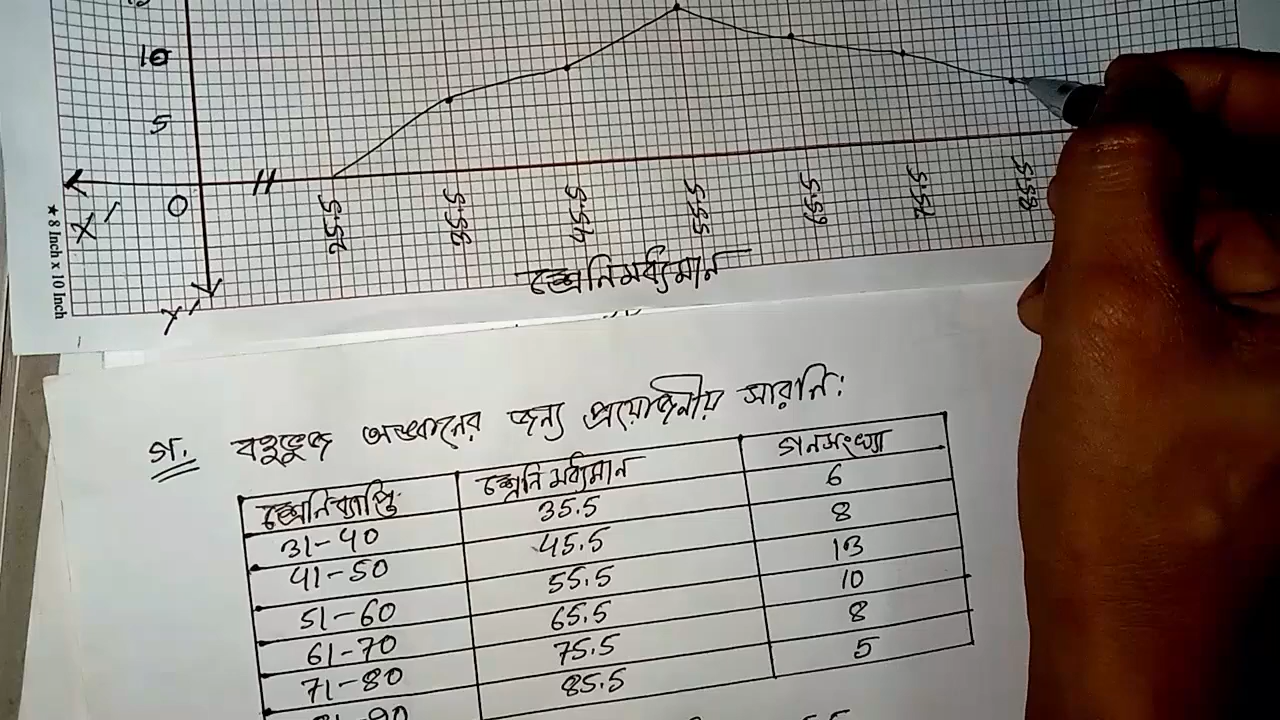 10
5
X'
O
25.5
35.5
45.5
55.5
65.5
75.5
85.5
শ্রেনিমধ্যমান
Y'
★ 8 Inch x 10 Inch
গ. বহুভুজ অঙ্কনের জন্য প্রয়োজনীয় সারনি:
শ্রেনিব্যাপ্তি শ্রেনি মধ্যমান গনসংখ্যা
31-40 35.5 6
41-50 45.5 8
51-60 55.5 13
61-70 65.5 10
71-80 75.5 8
85.5 5